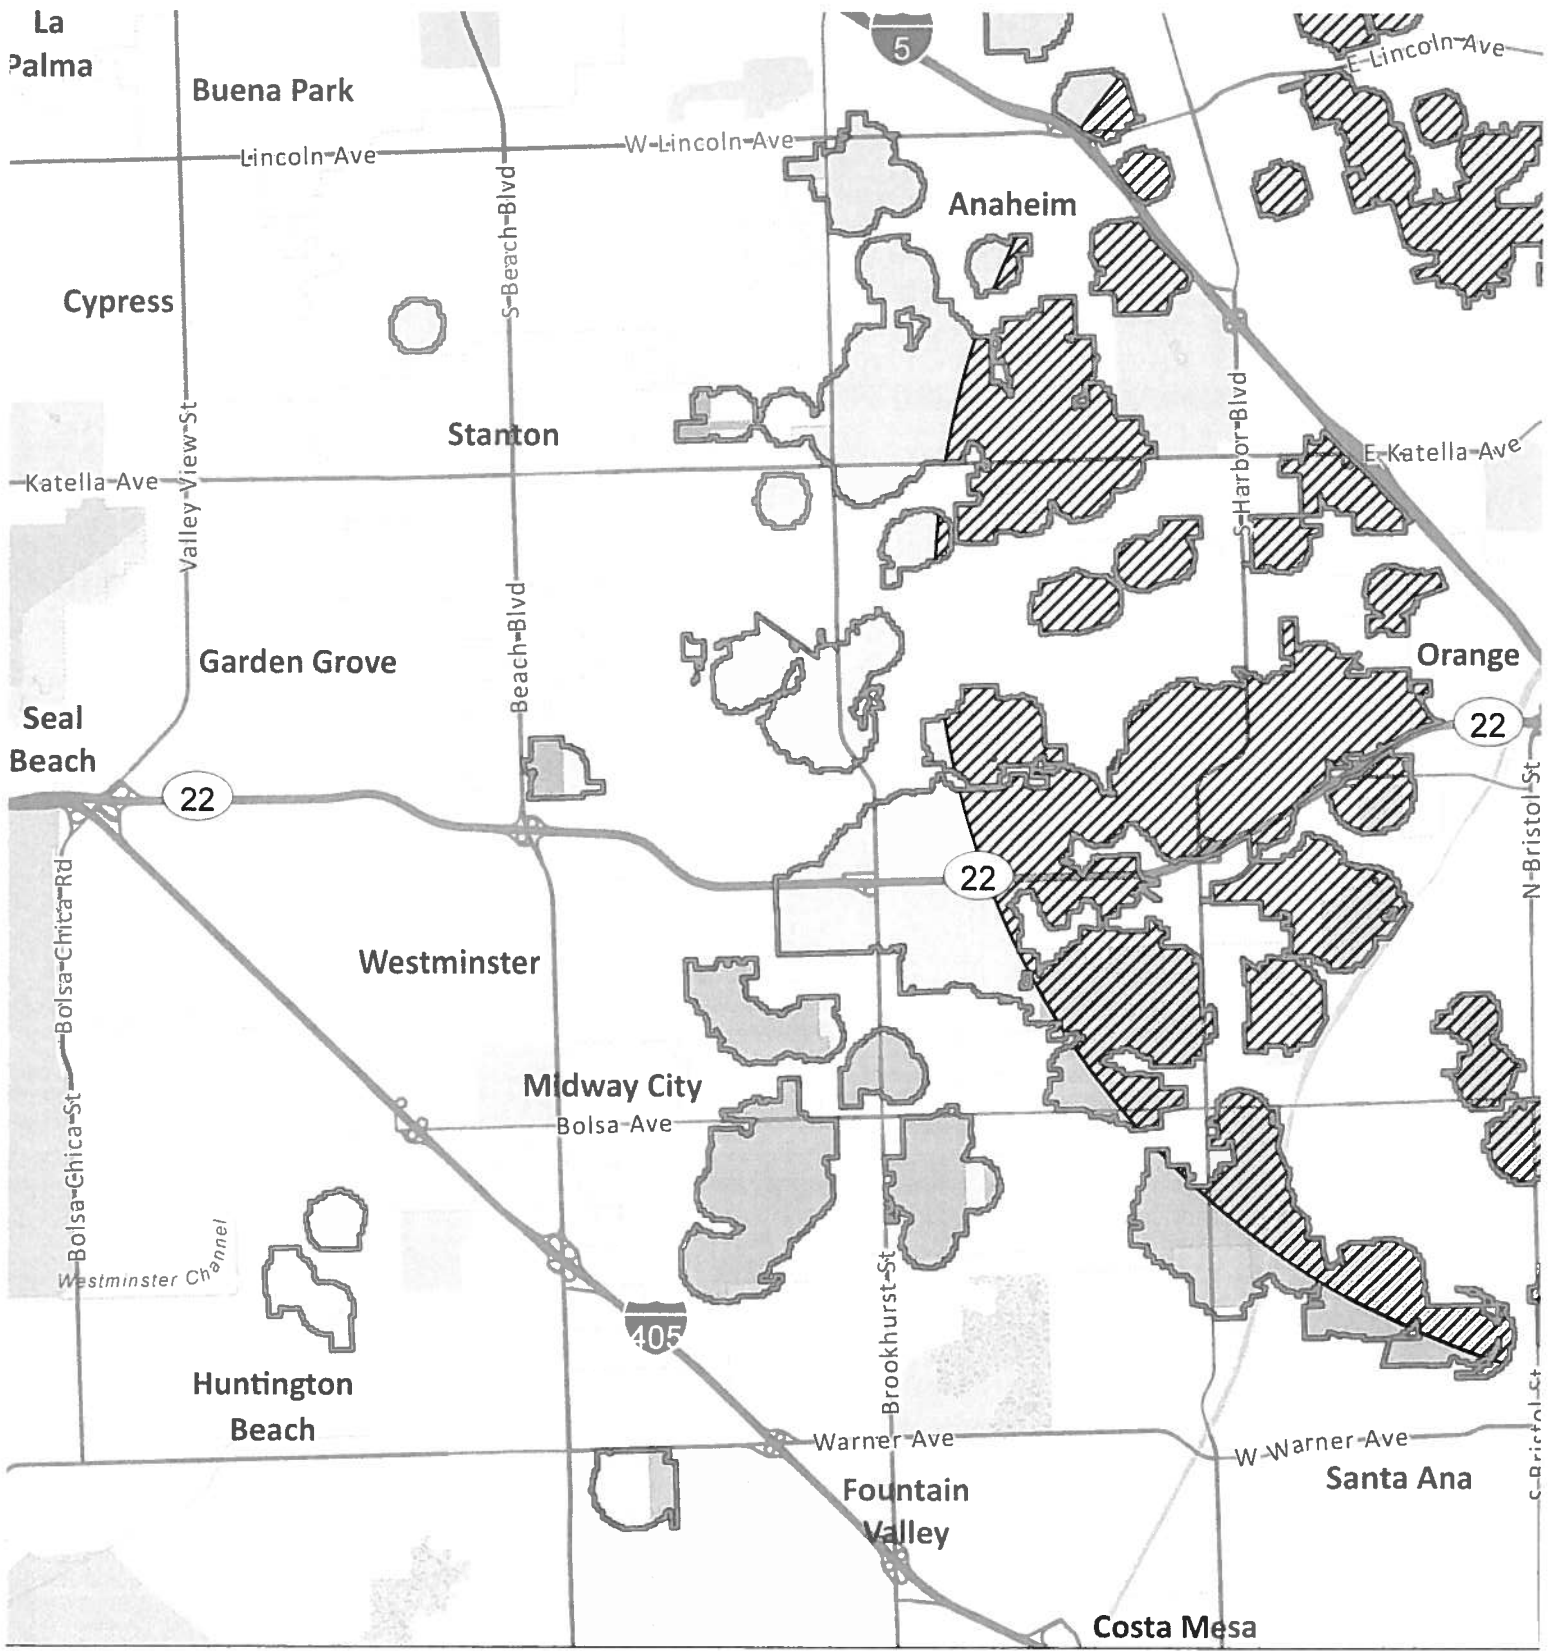 La
Palma
5
E Lincoln Ave
Buena Park
W Lincoln Ave
Lincoln Ave
S Beach Blvd
Anaheim
Cypress
Valley View St
Stanton
S Harbor Blvd
E Katella Ave
Katella Ave
Beach Blvd
Garden Grove
Orange
Seal
Beach
22
22
22
N Bristol St
Bolsa Chica Rd
Westminster
Midway City
Bolsa Ave
Bolsa Chica St
Westminster Channel
Brookhurst St
405
Huntington
Beach
Warner Ave
W Warner Ave
S Bristol St
Santa Ana
Fountain
Valley
Costa Mesa